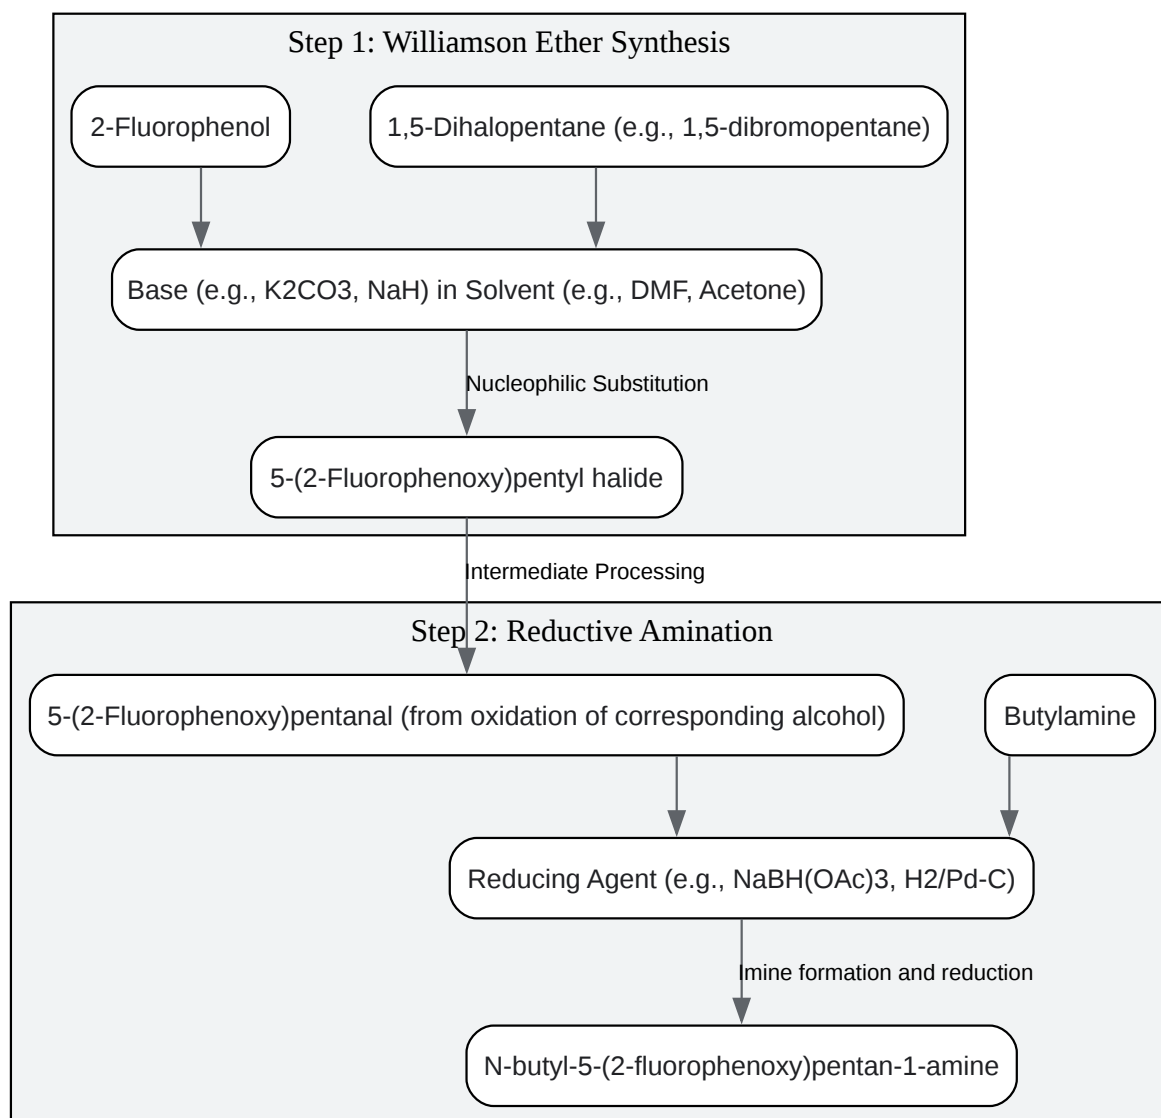 Step 1: Williamson Ether Synthesis
2-Fluorophenol
1,5-Dihalopentane (e.g., 1,5-dibromopentane)
Base (e.g., K2CO3, NaH) in Solvent (e.g., DMF, Acetone)
Nucleophilic Substitution
5-(2-Fluorophenoxy)pentyl halide
Intermediate Processing
Step 2: Reductive Amination
5-(2-Fluorophenoxy)pentanal (from oxidation of corresponding alcohol)
Butylamine
Reducing Agent (e.g., NaBH(OAc)3, H2/Pd-C)
Imine formation and reduction
N-butyl-5-(2-fluorophenoxy)pentan-1-amine